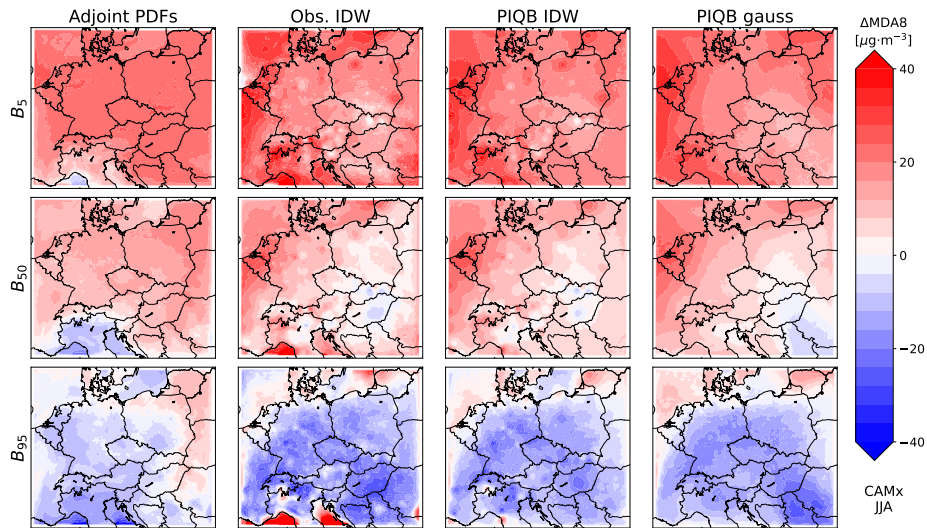 Adjoint PDFs
Obs. IDW
PIQB IDW
PIQB gauss
ΔMDA8
[μg·m⁻³]
B₅
B₅₀
B₉₅
40
20
0
−20
−40
CAMx
JJA